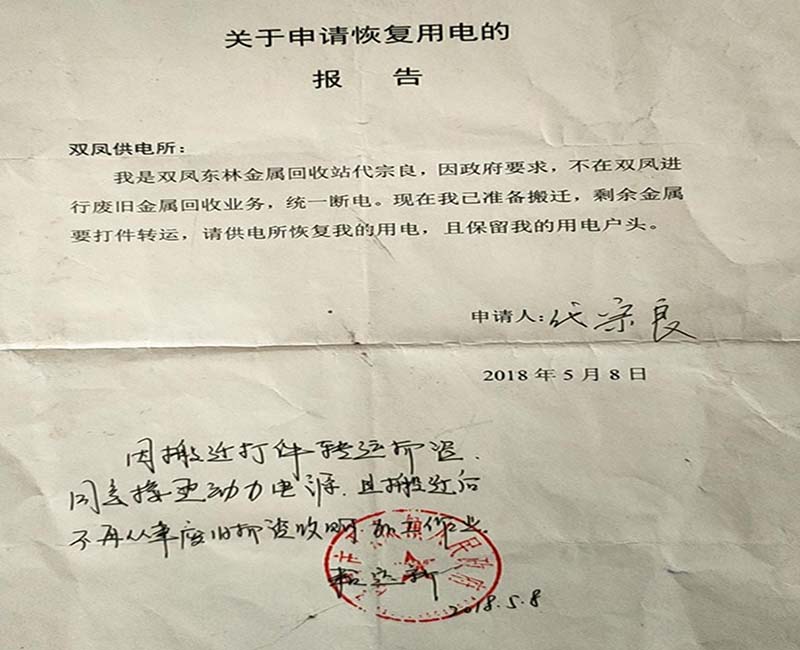 关于申请恢复用电的
报 告
双凤供电所：
我是双凤东林金属回收站代宗良，因政府要求，不在双凤进
行废旧金属回收业务，统一断电。现在我已准备搬迁，剩余金属
要打件转运，请供电所恢复我的用电，且保留我的用电户头。
申请人：代宗良
2018 年 5 月 8 日
因搬迁打件转运物资，
同意接通动力电源，且搬迁后
不再从事废旧物资收购
民政府
2018.5.8